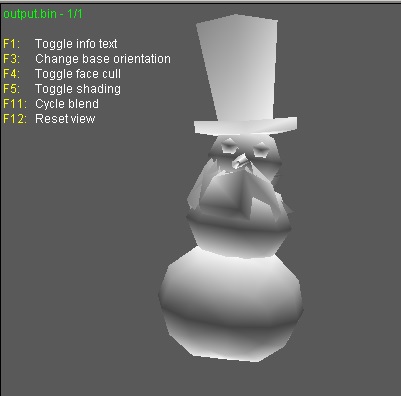 output.bin - 1/1
F1: Toggle info text
F3: Change base orientation
F4: Toggle face cull
F5: Toggle shading
F11: Cycle blend
F12: Reset view